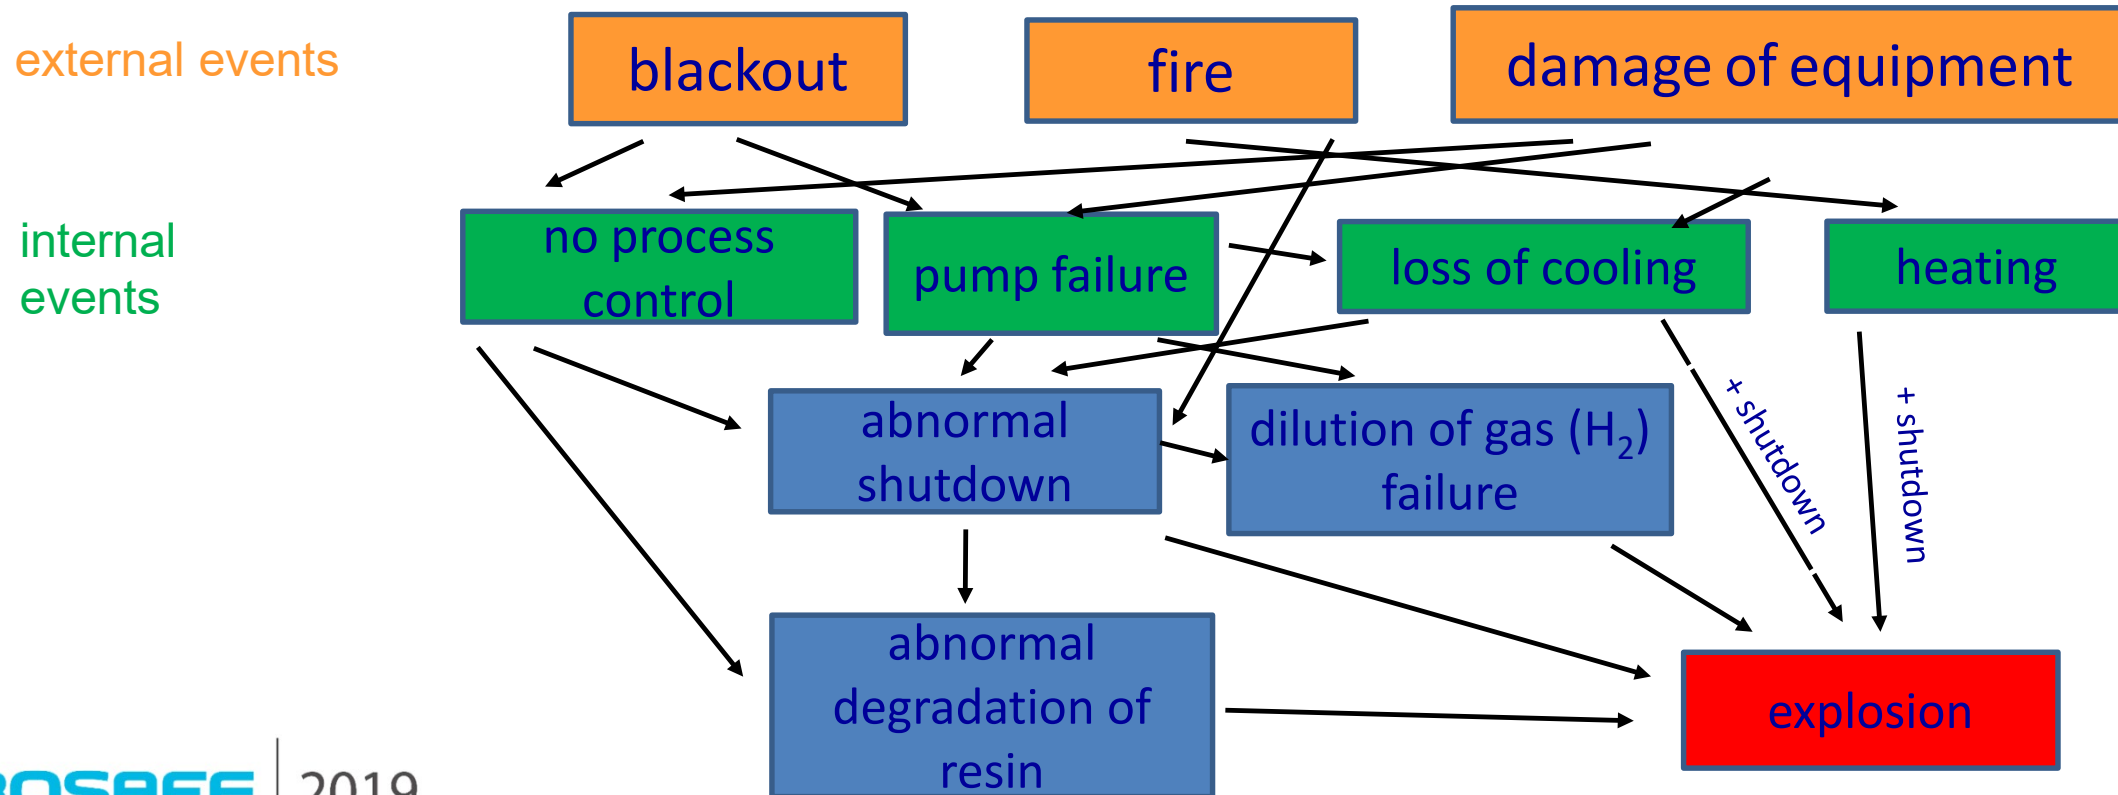 external events
blackout
fire
damage of equipment
internal
events
no process
control
pump failure
loss of cooling
heating
abnormal
shutdown
dilution of gas (H₂)
failure
+ shutdown
+ shutdown
abnormal
degradation of
resin
explosion
ROSAFE
2019